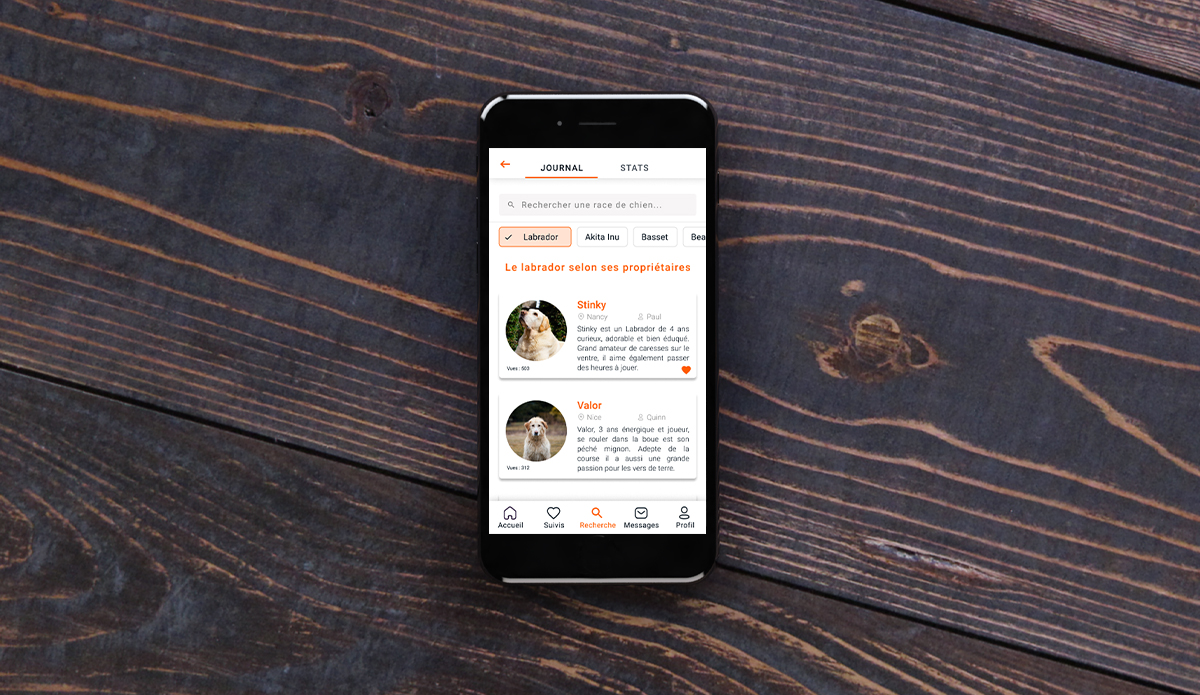 JOURNAL STATS
Rechercher une race de chien...
Labrador Akita Inu Basset Bea
Le labrador selon ses propriétaires
Stinky
Nancy Paul
Stinky est un Labrador de 4 ans
curieux, adorable et bien éduqué.
Grand amateur de caresses sur le
ventre, il aime également passer
des heures à jouer.
Vues : 503
Valor
Nice Quinn
Valor, 3 ans énergique et joueur,
se rouler dans la boue est son
péché mignon. Adepte de la
course il a aussi une grande
passion pour les vers de terre.
Vues : 312
Accueil Suivis Recherche Messages Profil